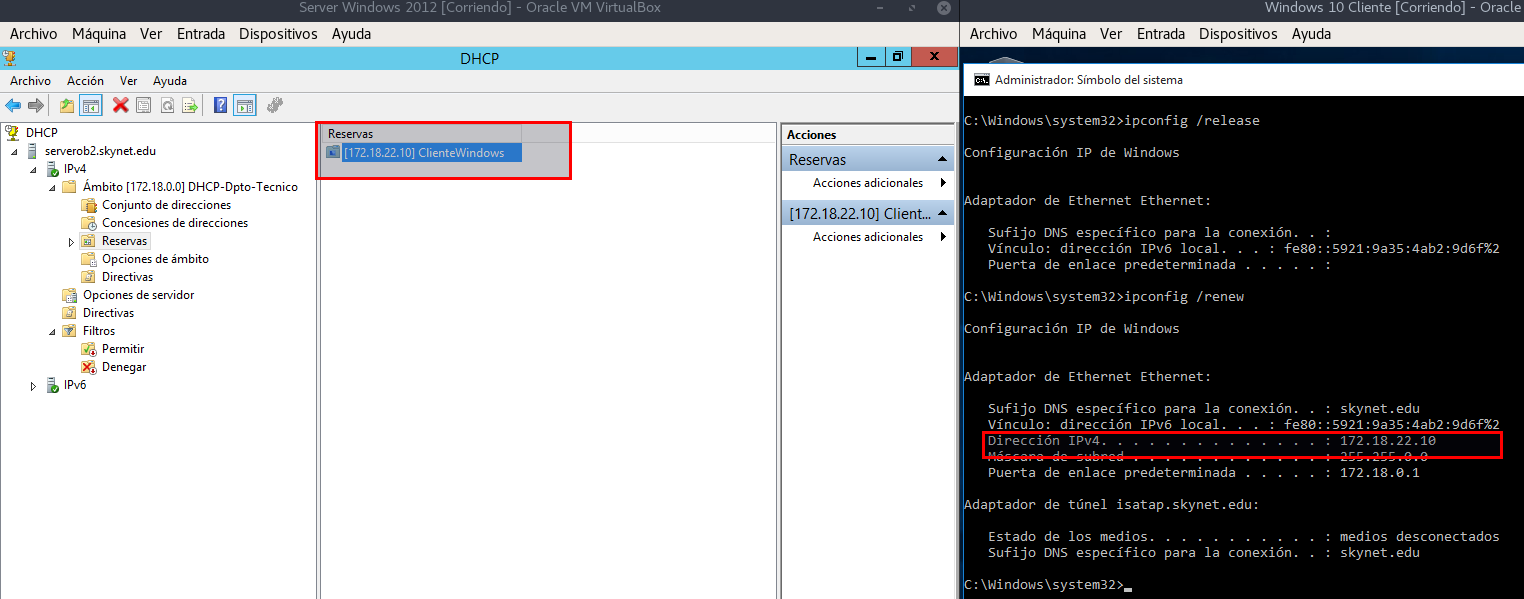 Server Windows 2012 [Corriendo] - Oracle VM VirtualBox
Archivo Máquina Ver Entrada Dispositivos Ayuda
DHCP
Archivo Acción Ver Ayuda
DHCP
serverob2.skynet.edu
IPv4
Ámbito [172.18.0.0] DHCP-Dpto-Tecnico
Conjunto de direcciones
Concesiones de direcciones
Reservas
Opciones de ámbito
Directivas
Opciones de servidor
Directivas
Filtros
Permitir
Denegar
IPv6
Reservas
[172.18.22.10] ClienteWindows
Acciones
Reservas
Acciones adicionales
[172.18.22.10] Client...
Acciones adicionales
Windows 10 Cliente [Corriendo] - Oracle
Archivo Máquina Ver Entrada Dispositivos Ayuda
Administrador: Símbolo del sistema
C:\Windows\system32>ipconfig /release
Configuración IP de Windows
Adaptador de Ethernet Ethernet:
Sufijo DNS específico para la conexión. . :
Vínculo: dirección IPv6 local. . . : fe80::5921:9a35:4ab2:9d6f%2
Puerta de enlace predeterminada . . . . . :
C:\Windows\system32>ipconfig /renew
Configuración IP de Windows
Adaptador de Ethernet Ethernet:
Sufijo DNS específico para la conexión. . : skynet.edu
Vínculo: dirección IPv6 local. . . : fe80::5921:9a35:4ab2:9d6f%2
Dirección IPv4. . . . . . . . . . . . . . : 172.18.22.10
Máscara de subred . . . . . . . . . . . . : 255.255.0.0
Puerta de enlace predeterminada . . . . . : 172.18.0.1
Adaptador de túnel isatap.skynet.edu:
Estado de los medios. . . . . . . . . . . : medios desconectados
Sufijo DNS específico para la conexión. . : skynet.edu
C:\Windows\system32>